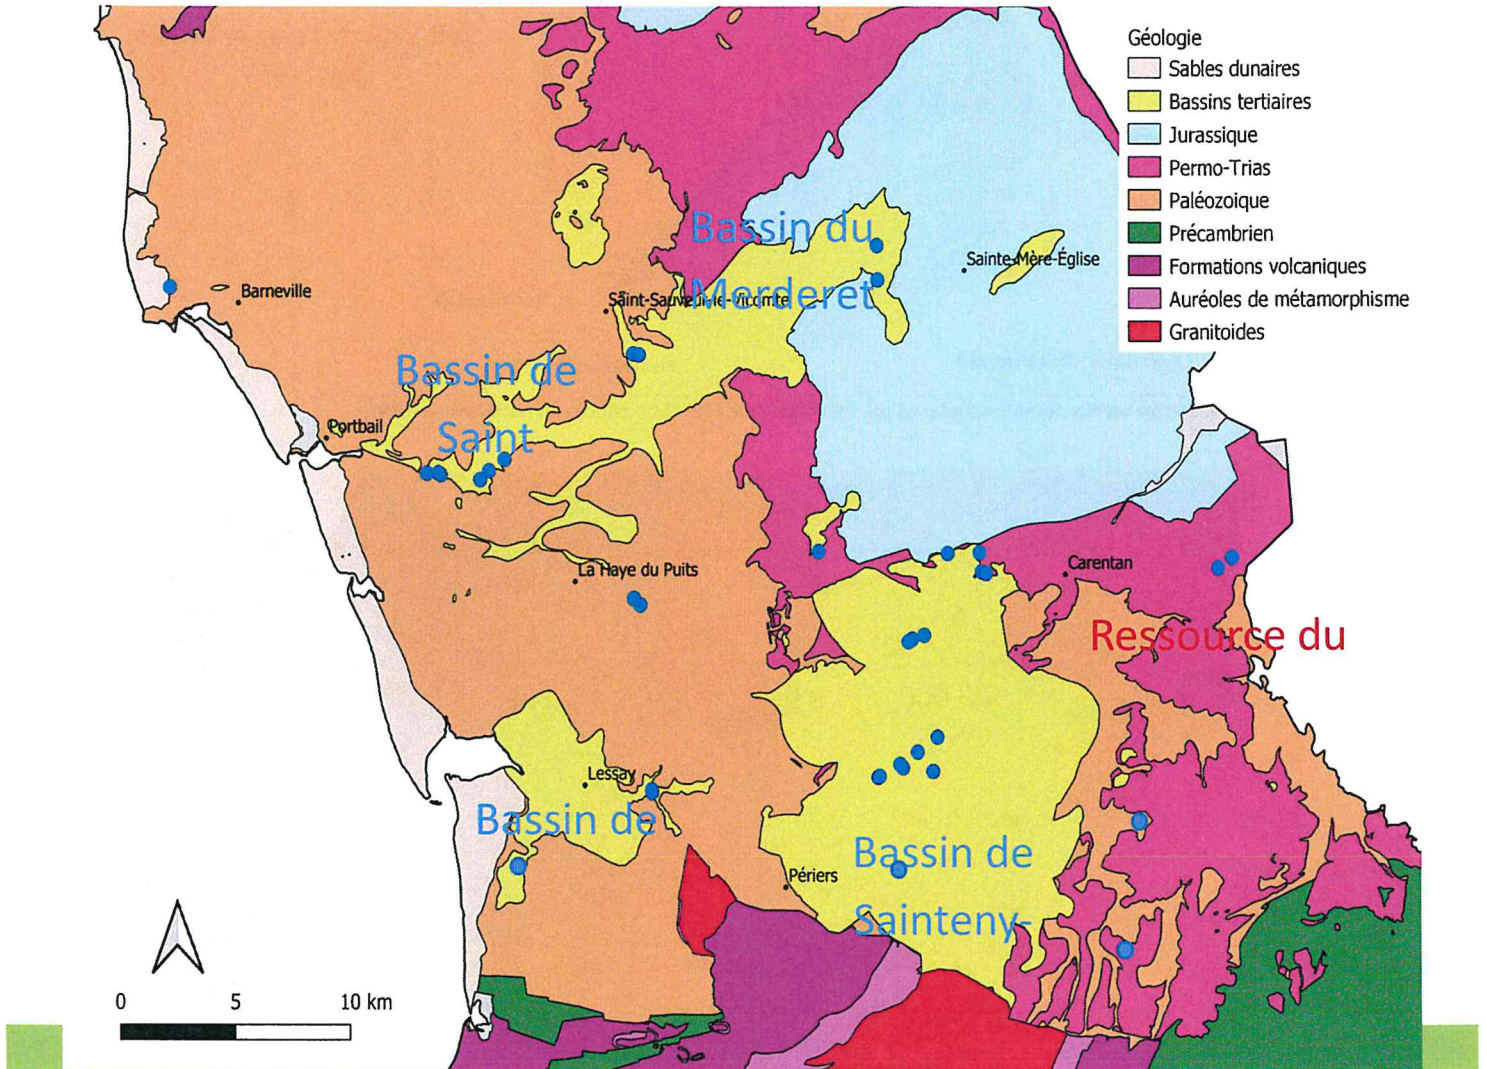 Géologie
Sables dunaires
Bassins tertiaires
Jurassique
Permo-Trias
Paléozoique
Précambrien
Formations volcaniques
Auréoles de métamorphisme
Granitoides
Bassin du
Merderet
Sainte-Mère-Église
Barneville
Saint-Sauveur-le-Vicomte
Bassin de
Saint
Portbail
La Haye du Puits
Carentan
Ressource du
Lessay
Bassin de
Périers
Bassin de
Sainteny-
0 5 10 km